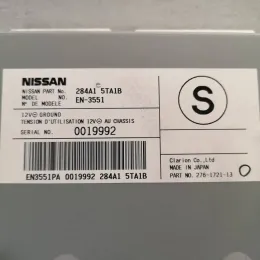 NISSAN
NISSAN PART No. 284A1 5TA1B
MODEL NO. EN-3551
N° DE MODELE
S
12V⊖ GROUND
TENSION D'UTILISATION 12V⊖ AU CHASSIS
SERIAL NO. 0019992
Clarion Co.,Ltd
MADE IN JAPAN
PART NO. 276-1721-13
EN3551PA 0019992 284A1 5TA1B